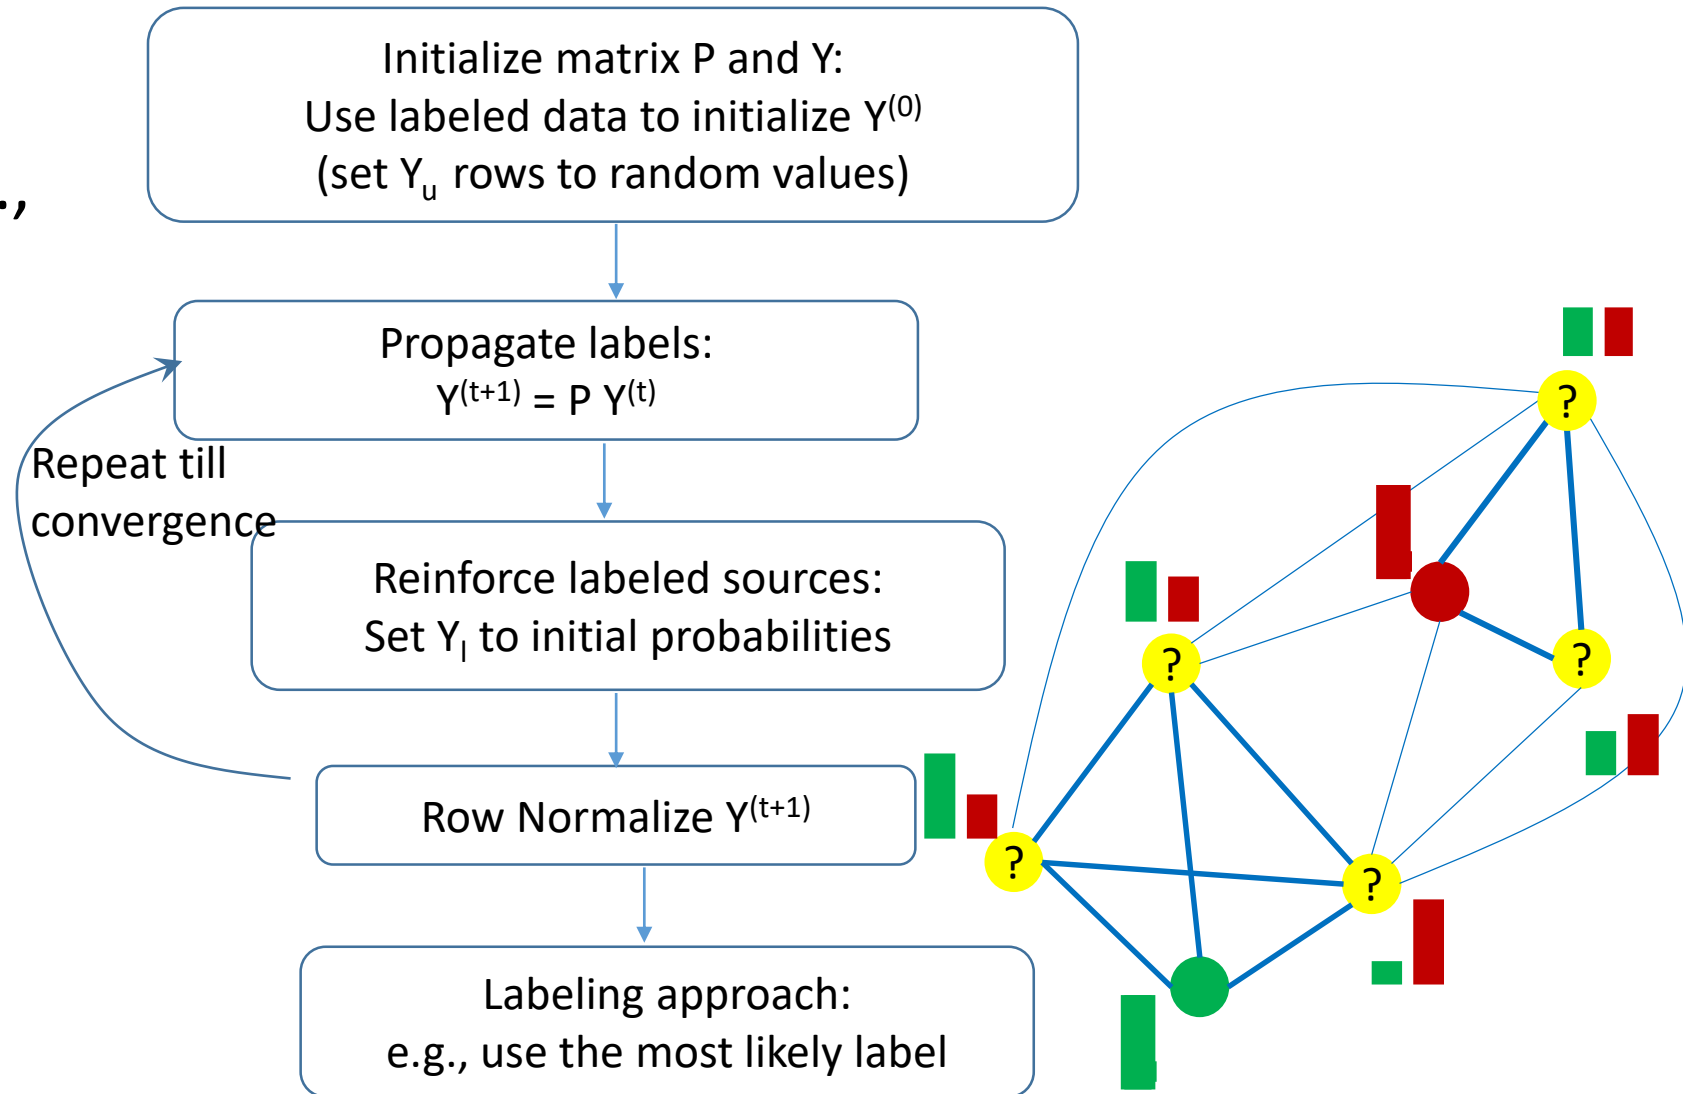 Initialize matrix P and Y:
Use labeled data to initialize Y⁽⁰⁾
(set Yᵤ rows to random values)
.,
Propagate labels:
Y⁽ᵗ⁺¹⁾ = P Y⁽ᵗ⁾
Repeat till
convergence
Reinforce labeled sources:
Set Yₗ to initial probabilities
Row Normalize Y⁽ᵗ⁺¹⁾
Labeling approach:
e.g., use the most likely label
?
?
?
?
?